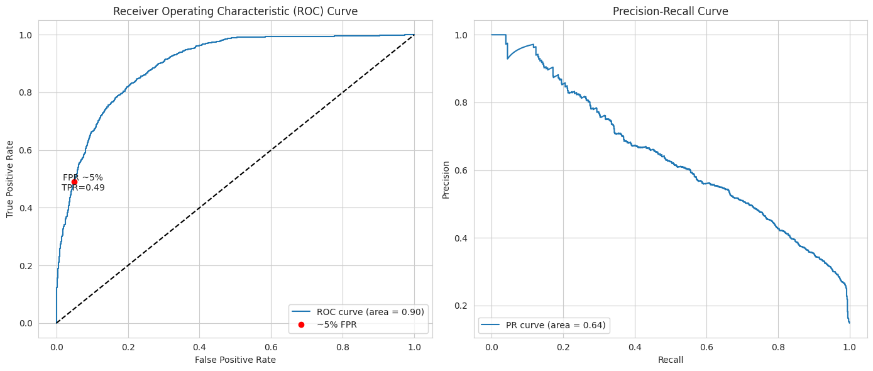 Receiver Operating Characteristic (ROC) Curve
1.0
0.8
0.6
0.4
0.2
0.0
True Positive Rate
FPR ~5%
TPR=0.49
ROC curve (area = 0.90)
~5% FPR
0.0 0.2 0.4 0.6 0.8 1.0
False Positive Rate
Precision-Recall Curve
1.0
0.8
0.6
0.4
0.2
Precision
PR curve (area = 0.64)
0.0 0.2 0.4 0.6 0.8 1.0
Recall